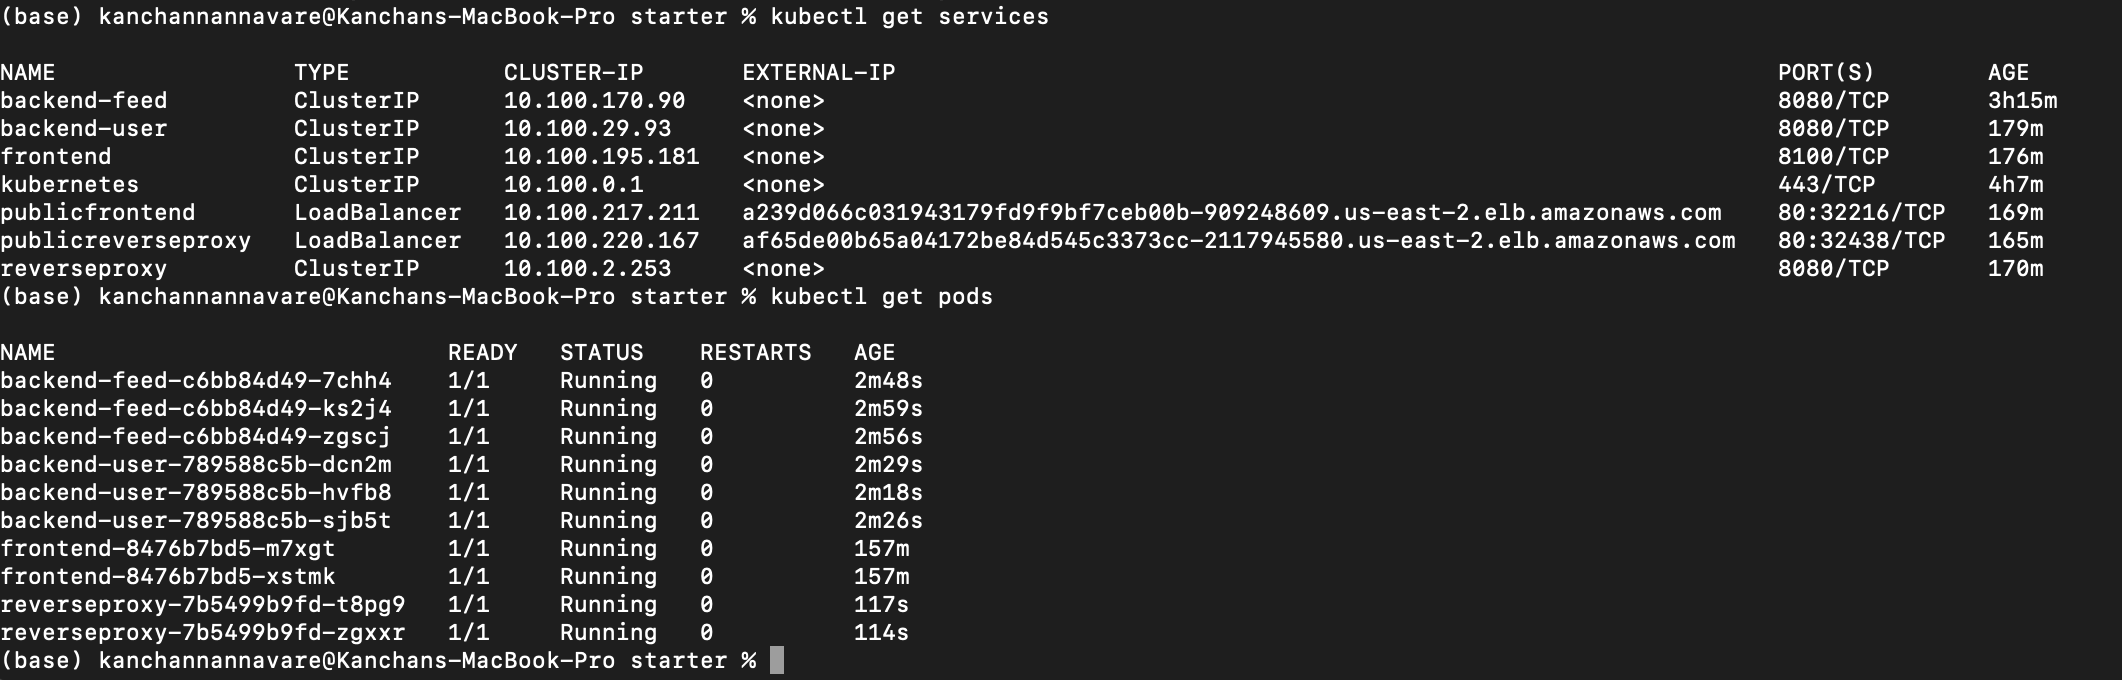 (base) kanchannannavare@Kanchans-MacBook-Pro starter % kubectl get services
NAME TYPE CLUSTER-IP EXTERNAL-IP PORT(S) AGE
backend-feed ClusterIP 10.100.170.90 <none> 8080/TCP 3h15m
backend-user ClusterIP 10.100.29.93 <none> 8080/TCP 179m
frontend ClusterIP 10.100.195.181 <none> 8100/TCP 176m
kubernetes ClusterIP 10.100.0.1 <none> 443/TCP 4h7m
publicfrontend LoadBalancer 10.100.217.211 a239d066c031943179fd9f9bf7ceb00b-909248609.us-east-2.elb.amazonaws.com 80:32216/TCP 169m
publicreverseproxy LoadBalancer 10.100.220.167 af65de00b65a04172be84d545c3373cc-2117945580.us-east-2.elb.amazonaws.com 80:32438/TCP 165m
reverseproxy ClusterIP 10.100.2.253 <none> 8080/TCP 170m
(base) kanchannannavare@Kanchans-MacBook-Pro starter % kubectl get pods
NAME READY STATUS RESTARTS AGE
backend-feed-c6bb84d49-7chh4 1/1 Running 0 2m48s
backend-feed-c6bb84d49-ks2j4 1/1 Running 0 2m59s
backend-feed-c6bb84d49-zgscj 1/1 Running 0 2m56s
backend-user-789588c5b-dcn2m 1/1 Running 0 2m29s
backend-user-789588c5b-hvfb8 1/1 Running 0 2m18s
backend-user-789588c5b-sjb5t 1/1 Running 0 2m26s
frontend-8476b7bd5-m7xgt 1/1 Running 0 157m
frontend-8476b7bd5-xstmk 1/1 Running 0 157m
reverseproxy-7b5499b9fd-t8pg9 1/1 Running 0 117s
reverseproxy-7b5499b9fd-zgxxr 1/1 Running 0 114s
(base) kanchannannavare@Kanchans-MacBook-Pro starter %